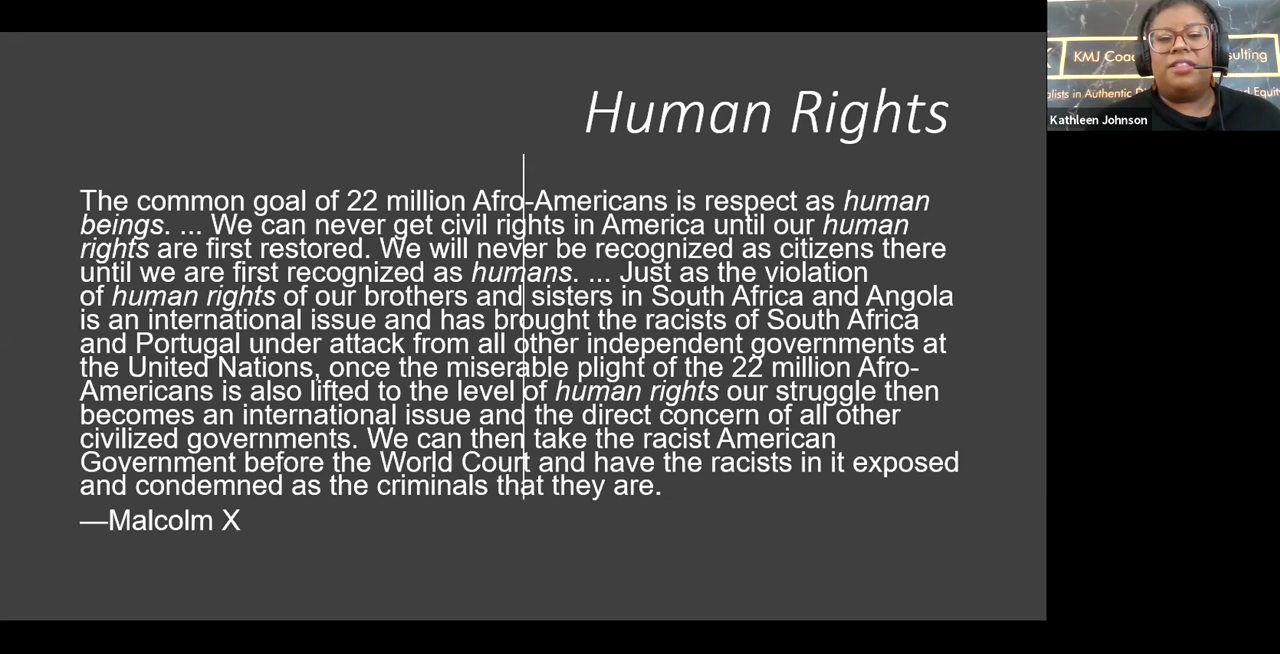 Human Rights
The common goal of 22 million Afro-Americans is respect as human
beings. ... We can never get civil rights in America until our human
rights are first restored. We will never be recognized as citizens there
until we are first recognized as humans. ... Just as the violation
of human rights of our brothers and sisters in South Africa and Angola
is an international issue and has brought the racists of South Africa
and Portugal under attack from all other independent governments at
the United Nations, once the miserable plight of the 22 million Afro-
Americans is also lifted to the level of human rights our struggle then
becomes an international issue and the direct concern of all other
civilized governments. We can then take the racist American
Government before the World Court and have the racists in it exposed
and condemned as the criminals that they are.
—Malcolm X
KMJ
in Authentic
Kathleen Johnson